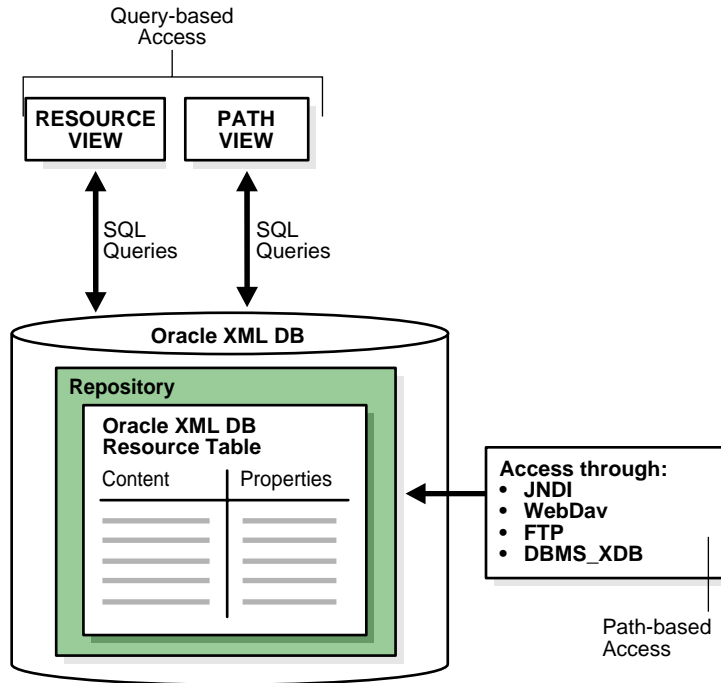 Query-based
Access
RESOURCE
VIEW
PATH
VIEW
SQL
Queries
SQL
Queries
Oracle XML DB
Repository
Oracle XML DB
Resource Table
Content
Properties
Access through:
• JNDI
• WebDav
• FTP
• DBMS_XDB
Path-based
Access